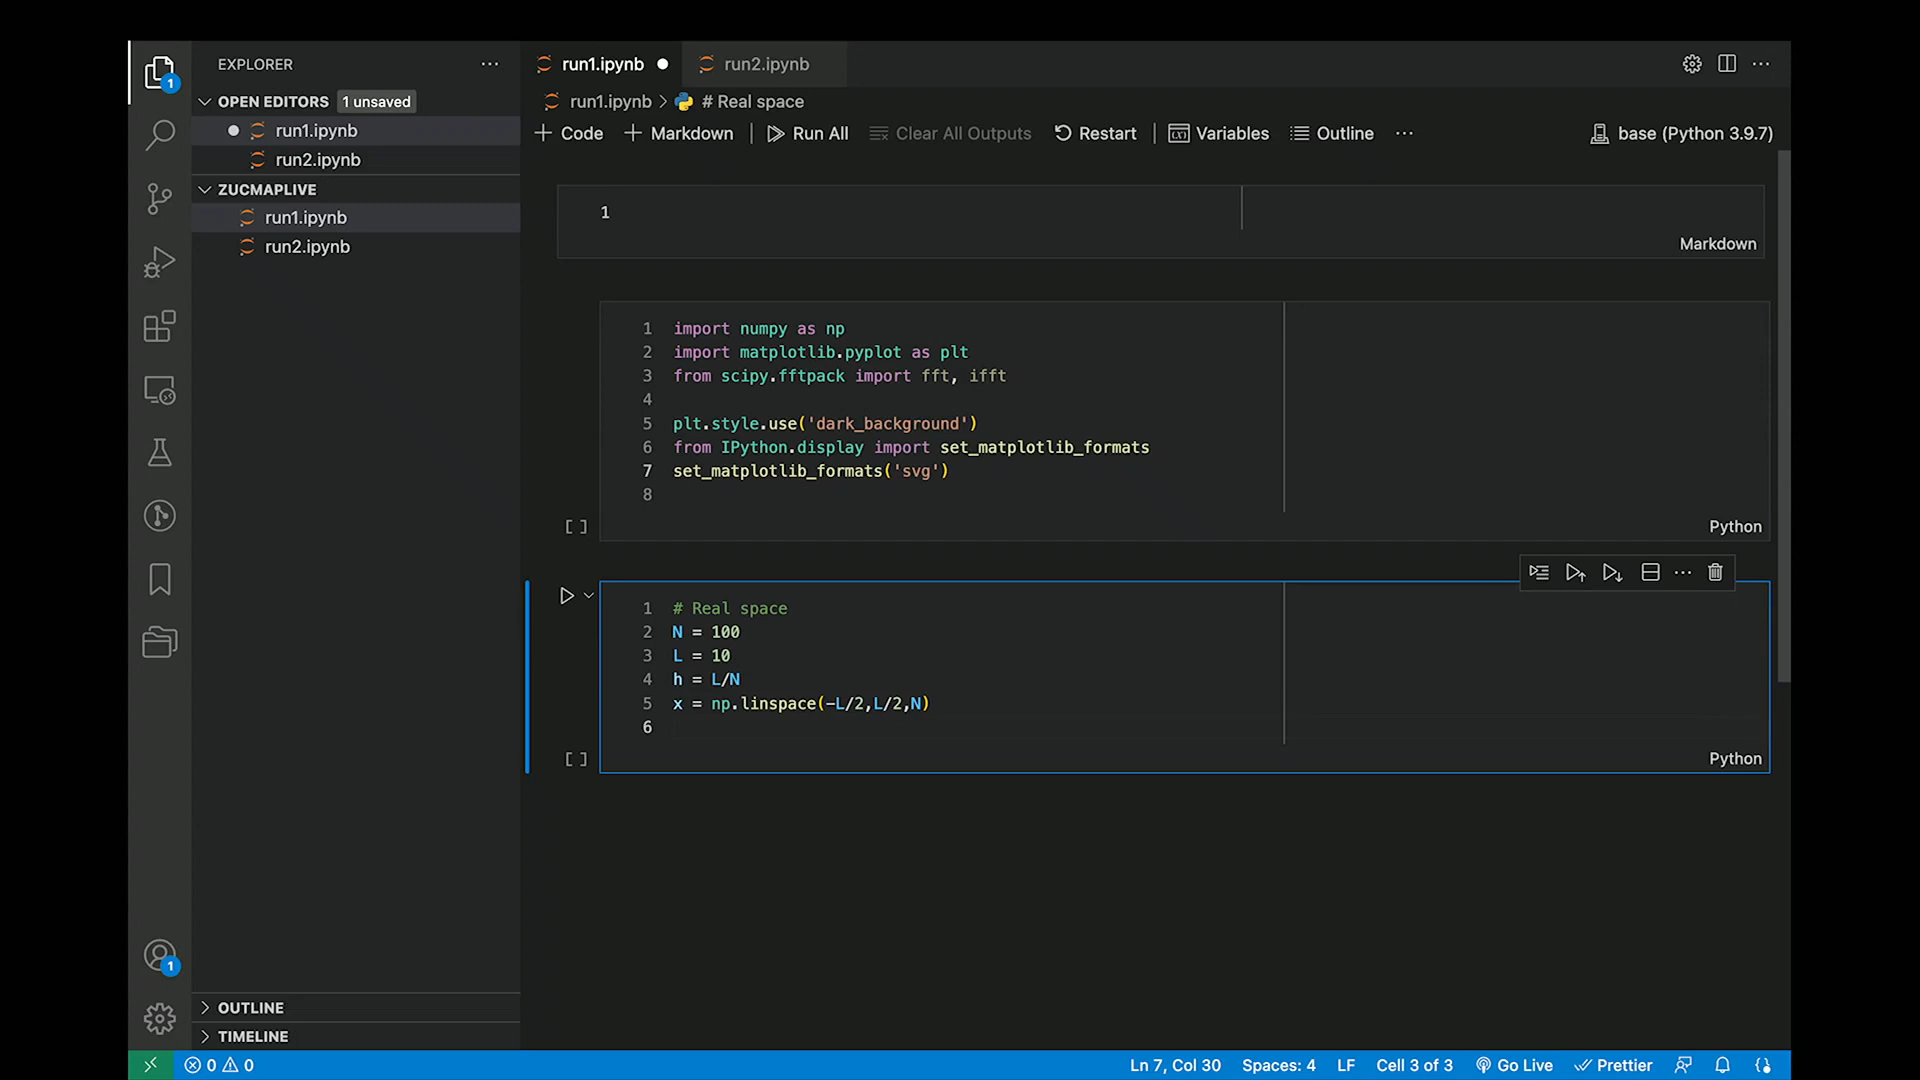 EXPLORER
OPEN EDITORS 1 unsaved
run1.ipynb
run2.ipynb
ZUCMAPLIVE
run1.ipynb
run2.ipynb
OUTLINE
TIMELINE
1
1
run1.ipynb run2.ipynb
run1.ipynb > # Real space
+ Code + Markdown Run All Clear All Outputs Restart Variables Outline ... base (Python 3.9.7)
1
Markdown
1 import numpy as np
2 import matplotlib.pyplot as plt
3 from scipy.fftpack import fft, ifft
4
5 plt.style.use('dark_background')
6 from IPython.display import set_matplotlib_formats
7 set_matplotlib_formats('svg')
8
[ ] Python
1 # Real space
2 N = 100
3 L = 10
4 h = L/N
5 x = np.linspace(-L/2,L/2,N)
6
[ ] Python
0 0 Ln 7, Col 30 Spaces: 4 LF Cell 3 of 3 Go Live Prettier